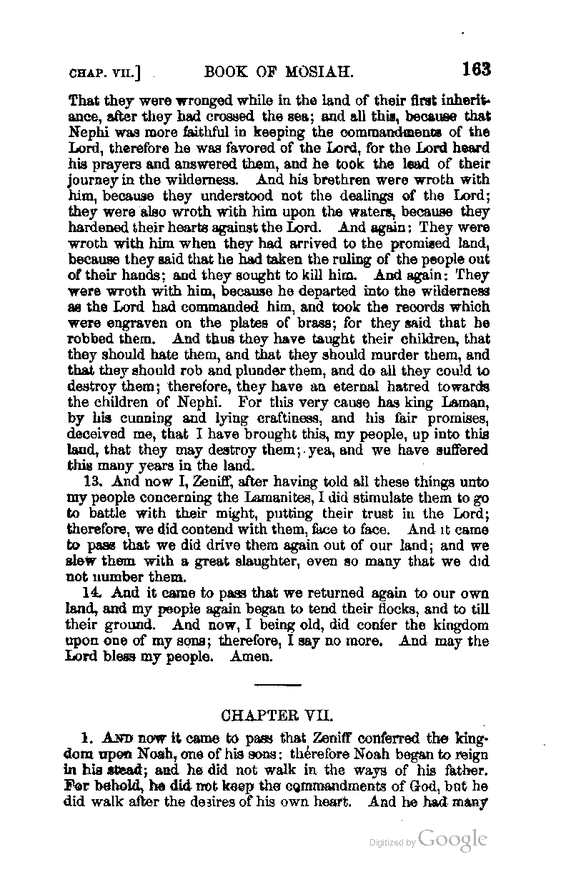 CHAP. VII.] BOOK OF MOSIAH. 163
That they were wronged while in the land of their first inherit-
ance, after they had crossed the sea; and all this, because that
Nephi was more faithful in keeping the commandments of the
Lord, therefore he was favored of the Lord, for the Lord heard
his prayers and answered them, and he took the lead of their
journey in the wilderness. And his brethren were wroth with
him, because they understood not the dealings of the Lord;
they were also wroth with him upon the waters, because they
hardened their hearts against the Lord. And again: They were
wroth with him when they had arrived to the promised land,
because they said that he had taken the ruling of the people out
of their hands; and they sought to kill him. And again: They
were wroth with him, because he departed into the wilderness
as the Lord had commanded him, and took the records which
were engraven on the plates of brass; for they said that he
robbed them. And thus they have taught their children, that
they should hate them, and that they should murder them, and
that they should rob and plunder them, and do all they could to
destroy them; therefore, they have an eternal hatred towards
the children of Nephi. For this very cause has king Laman,
by his cunning and lying craftiness, and his fair promises,
deceived me, that I have brought this, my people, up into this
land, that they may destroy them; yea, and we have suffered
this many years in the land.
13. And now I, Zeniff, after having told all these things unto
my people concerning the Lamanites, I did stimulate them to go
to battle with their might, putting their trust in the Lord;
therefore, we did contend with them, face to face. And it came
to pass that we did drive them again out of our land; and we
slew them with a great slaughter, even so many that we did
not number them.
14. And it came to pass that we returned again to our own
land, and my people again began to tend their flocks, and to till
their ground. And now, I being old, did confer the kingdom
upon one of my sons; therefore, I say no more. And may the
Lord bless my people. Amen.
CHAPTER VII.
1. AND now it came to pass that Zeniff conferred the king-
dom upon Noah, one of his sons; therefore Noah began to reign
in his stead; and he did not walk in the ways of his father.
For behold, he did not keep the commandments of God, but he
did walk after the desires of his own heart. And he had many
Digitized by Google